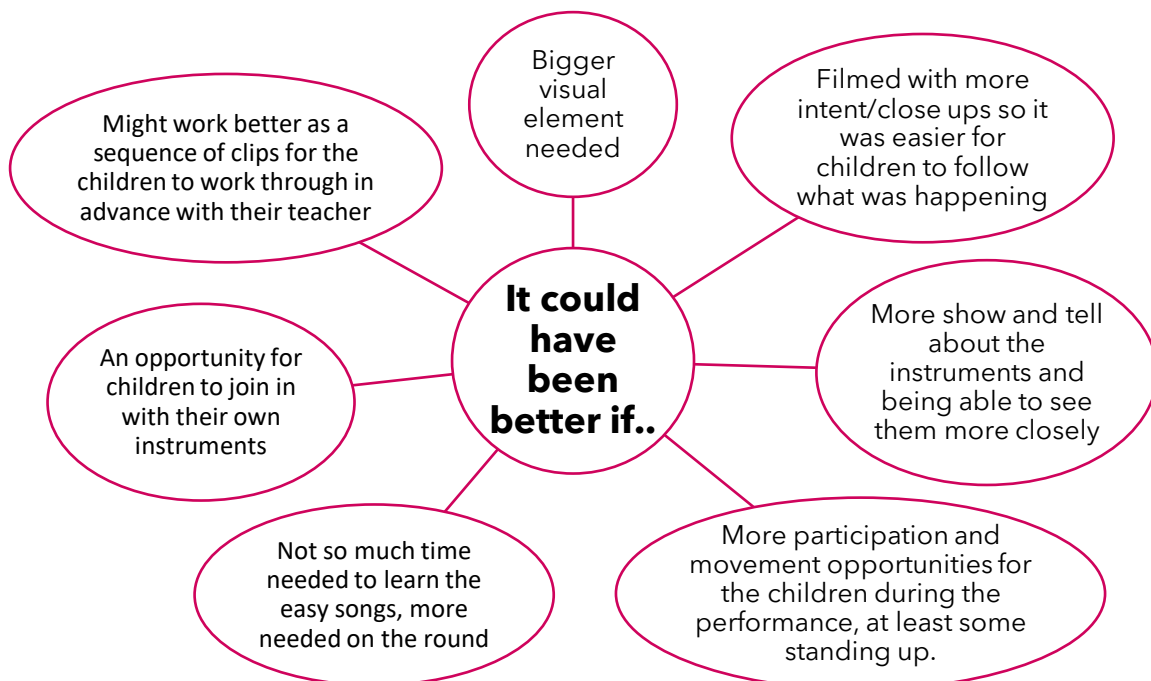 Bigger
visual
element
needed
Filmed with more
intent/close ups so it
was easier for
children to follow
what was happening
Might work better as a
sequence of clips for the
children to work through in
advance with their teacher
It could
have
been
better if..
More show and tell
about the
instruments and
being able to see
them more closely
An opportunity for
children to join in
with their own
instruments
Not so much time
needed to learn the
easy songs, more
needed on the round
More participation and
movement opportunities for
the children during the
performance, at least some
standing up.